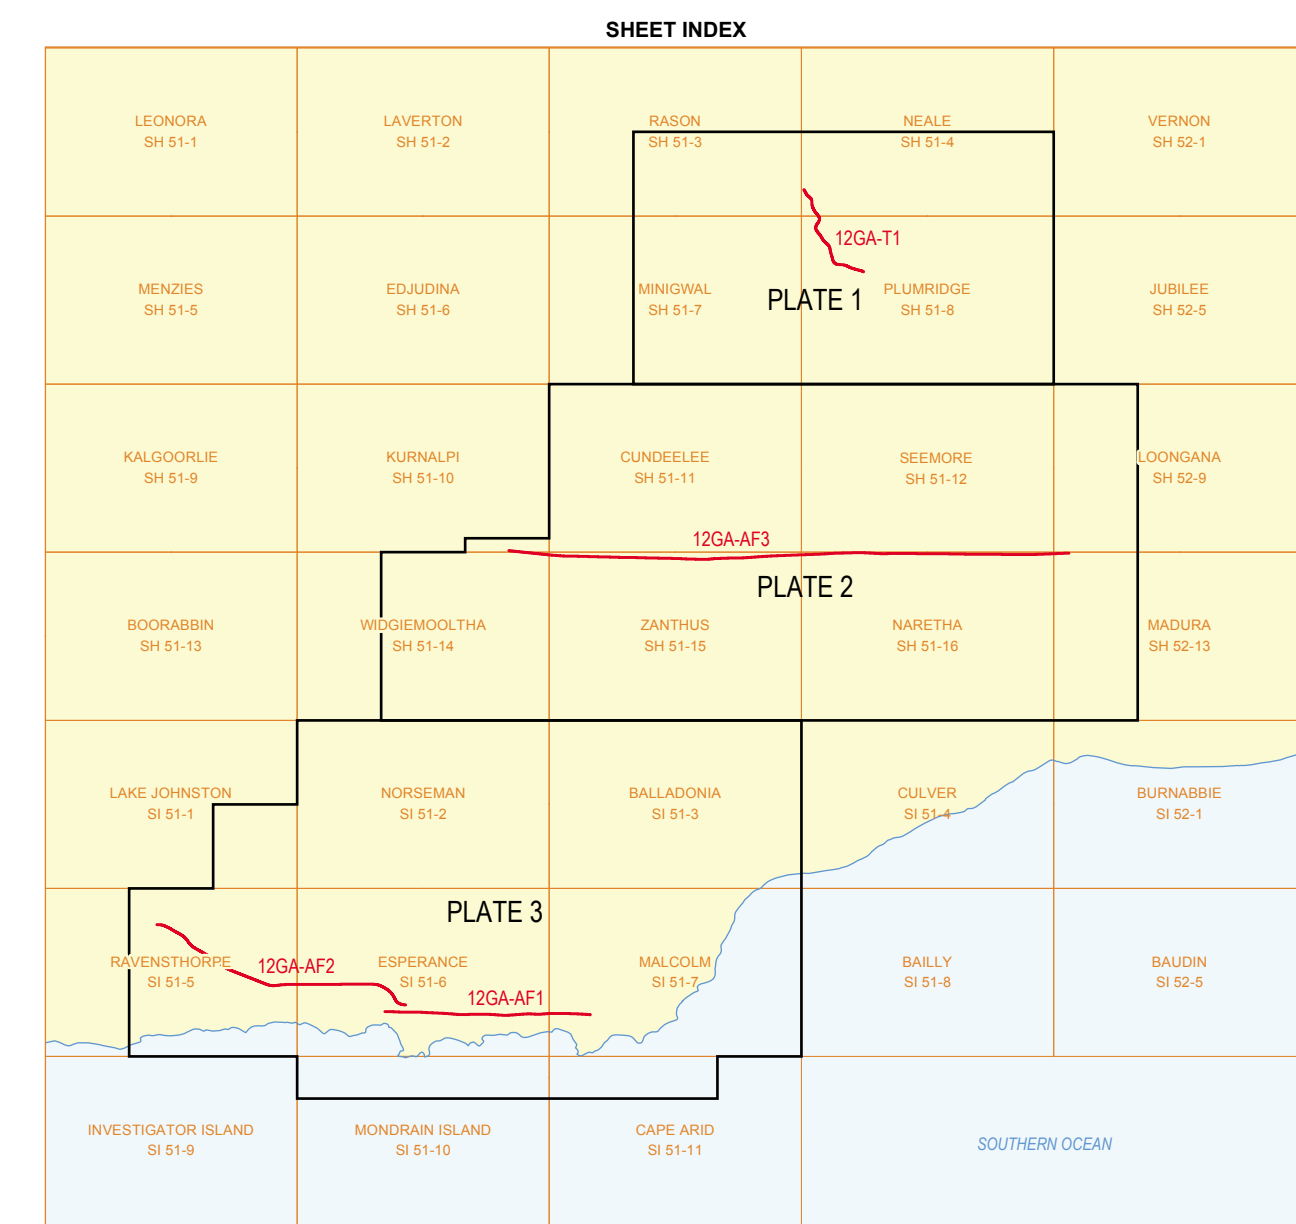 SHEET INDEX
LEONORA
SH 51-1
LAVERTON
SH 51-2
RASON
SH 51-3
NEALE
SH 51-4
VERNON
SH 52-1
12GA-T1
MENZIES
SH 51-5
EDJUDINA
SH 51-6
MINIGWAL
SH 51-7
PLATE 1
PLUMRIDGE
SH 51-8
JUBILEE
SH 52-5
KALGOORLIE
SH 51-9
KURNALPI
SH 51-10
CUNDEELEE
SH 51-11
SEEMORE
SH 51-12
LOONGANA
SH 52-9
12GA-AF3
PLATE 2
BOORABBIN
SH 51-13
WIDGIEMOOLTHA
SH 51-14
ZANTHUS
SH 51-15
NARETHA
SH 51-16
MADURA
SH 52-13
LAKE JOHNSTON
SI 51-1
NORSEMAN
SI 51-2
BALLADONIA
SI 51-3
CULVER
SI 51-4
BURNABBIE
SI 52-1
PLATE 3
RAVENSTHORPE
SI 51-5
12GA-AF2
ESPERANCE
SI 51-6
12GA-AF1
MALCOLM
SI 51-7
BAILLY
SI 51-8
BAUDIN
SI 52-5
INVESTIGATOR ISLAND
SI 51-9
MONDRAIN ISLAND
SI 51-10
CAPE ARID
SI 51-11
SOUTHERN OCEAN